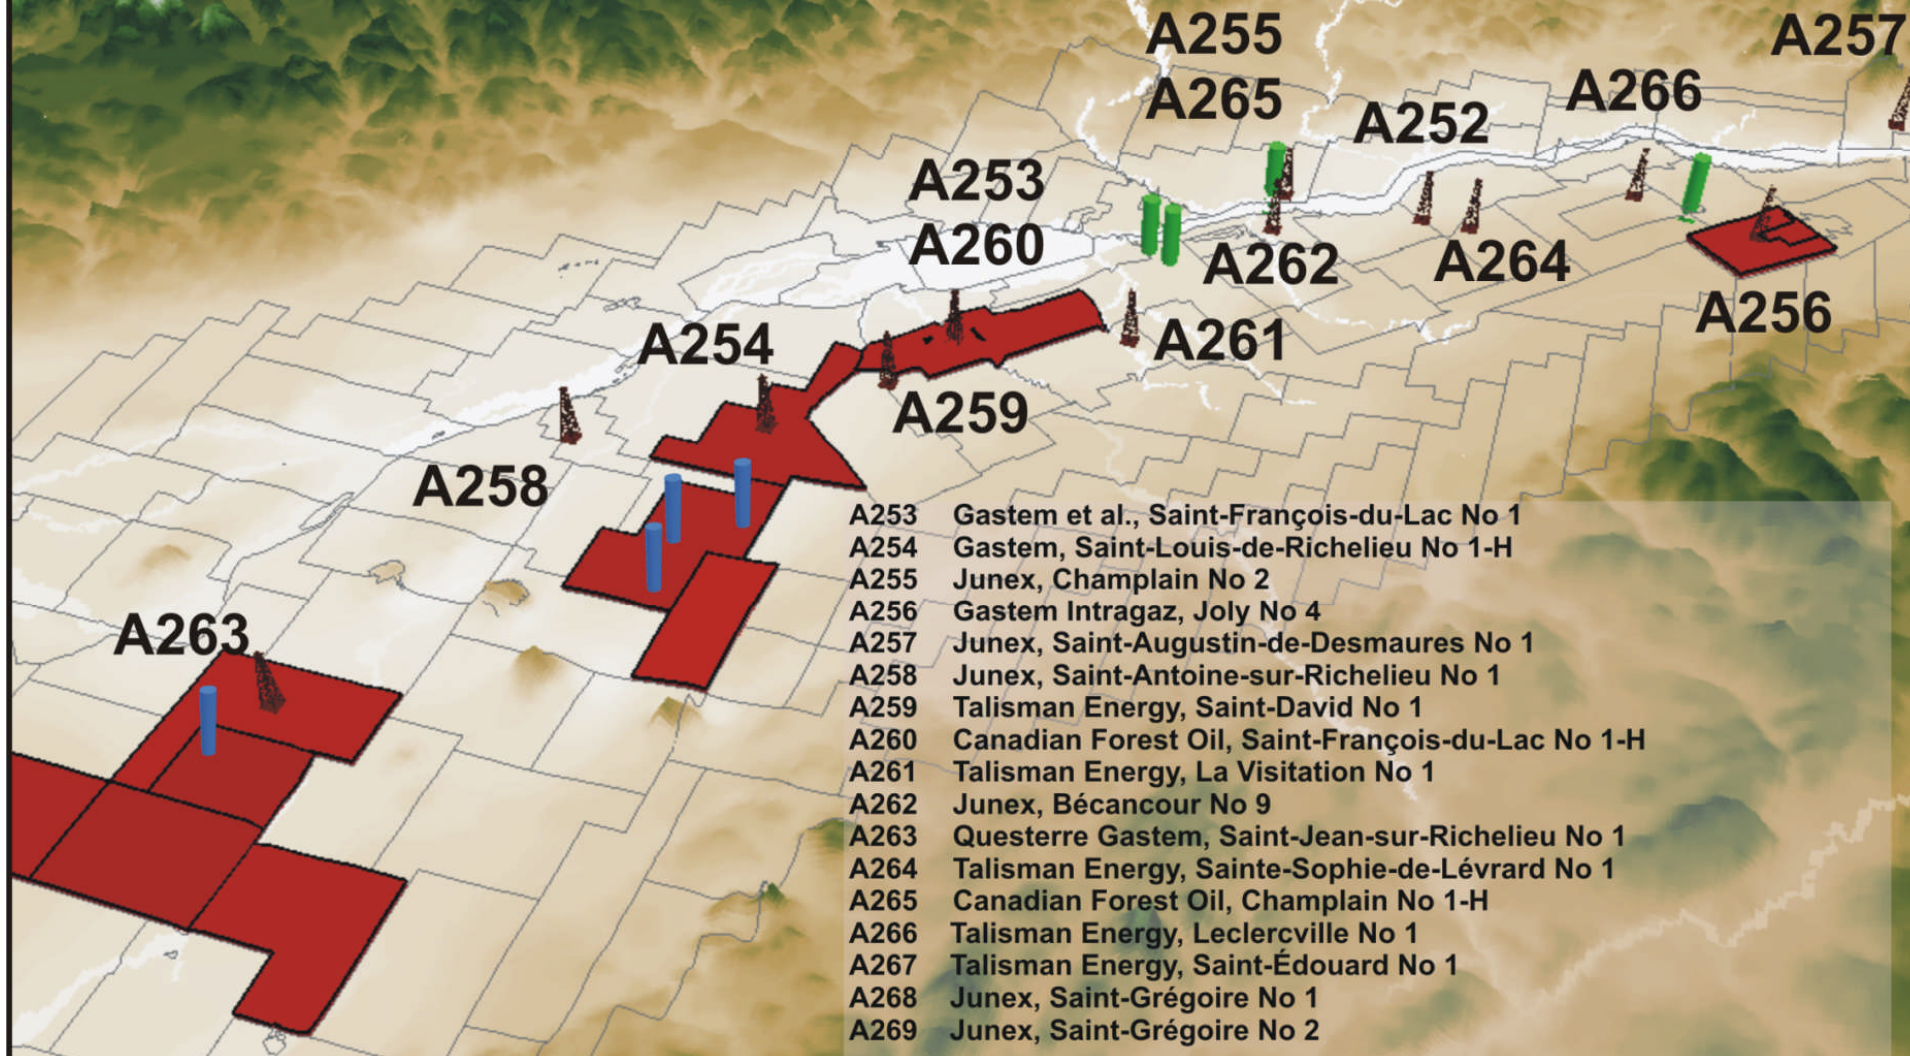 A255
A257
A265
A266
A252
A253
A260
A262
A264
A256
A254
A261
A259
A258
A263
A253 Gastem et al., Saint-François-du-Lac No 1
A254 Gastem, Saint-Louis-de-Richelieu No 1-H
A255 Junex, Champlain No 2
A256 Gastem Intragaz, Joly No 4
A257 Junex, Saint-Augustin-de-Desmaures No 1
A258 Junex, Saint-Antoine-sur-Richelieu No 1
A259 Talisman Energy, Saint-David No 1
A260 Canadian Forest Oil, Saint-François-du-Lac No 1-H
A261 Talisman Energy, La Visitation No 1
A262 Junex, Bécancour No 9
A263 Questerre Gastem, Saint-Jean-sur-Richelieu No 1
A264 Talisman Energy, Sainte-Sophie-de-Lévrard No 1
A265 Canadian Forest Oil, Champlain No 1-H
A266 Talisman Energy, Leclercville No 1
A267 Talisman Energy, Saint-Édouard No 1
A268 Junex, Saint-Grégoire No 1
A269 Junex, Saint-Grégoire No 2